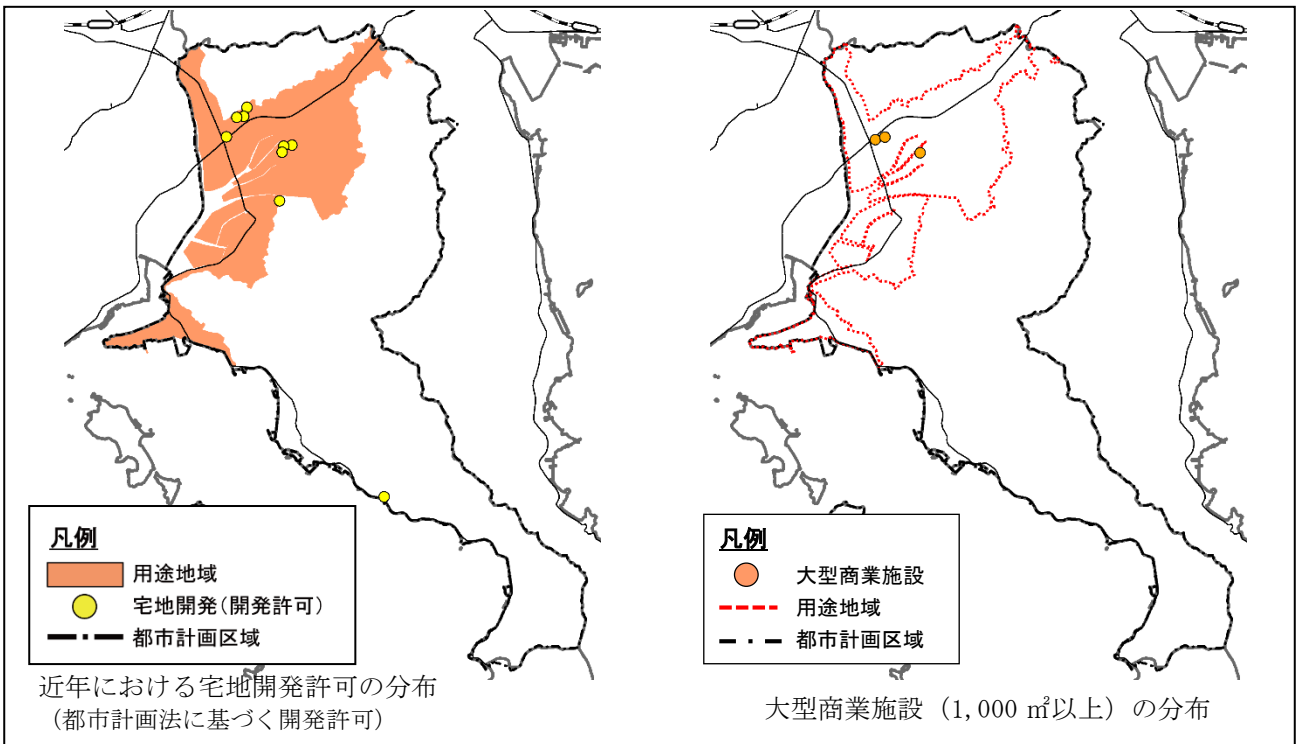 凡例
用途地域
宅地開発（開発許可）
都市計画区域
近年における宅地開発許可の分布
（都市計画法に基づく開発許可）
凡例
大型商業施設
用途地域
都市計画区域
大型商業施設（1,000 ㎡以上）の分布